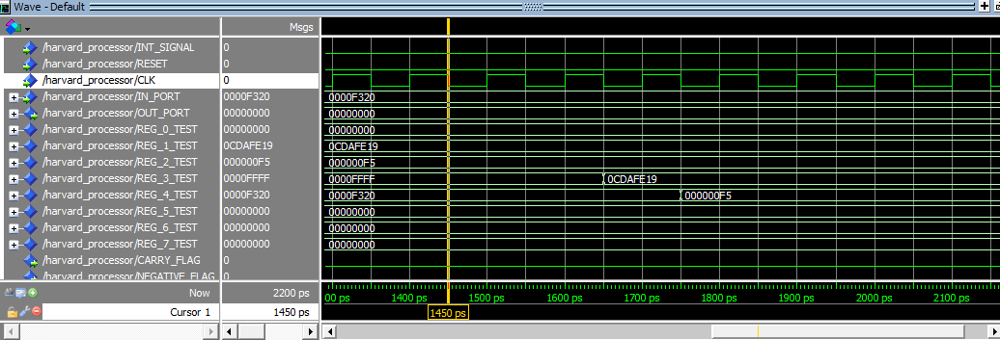 Wave - Default
Msgs
/harvard_processor/INT_SIGNAL 0
/harvard_processor/RESET 0
/harvard_processor/CLK 0
/harvard_processor/IN_PORT 0000F320 0000F320
/harvard_processor/OUT_PORT 00000000 00000000
/harvard_processor/REG_0_TEST 00000000 00000000
/harvard_processor/REG_1_TEST 0CDAFE19 0CDAFE19
/harvard_processor/REG_2_TEST 000000F5 000000F5
/harvard_processor/REG_3_TEST 0000FFFF 0000FFFF 0CDAFE19
/harvard_processor/REG_4_TEST 0000F320 0000F320 000000F5
/harvard_processor/REG_5_TEST 00000000 00000000
/harvard_processor/REG_6_TEST 00000000 00000000
/harvard_processor/REG_7_TEST 00000000 00000000
/harvard_processor/CARRY_FLAG 0
/harvard_processor/NEGATIVE_FLAG 0
Now 2200 ps 00 ps 1400 ps 1500 ps 1600 ps 1700 ps 1800 ps 1900 ps 2000 ps 2100 ps
Cursor 1 1450 ps 1450 ps